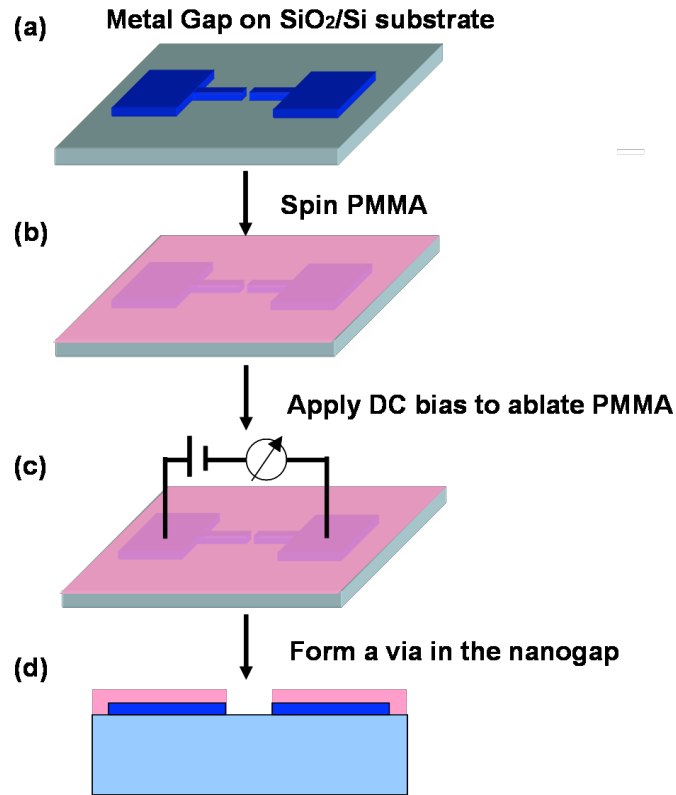 (a)
Metal Gap on SiO₂/Si substrate
Spin PMMA
(b)
Apply DC bias to ablate PMMA
(c)
Form a via in the nanogap
(d)